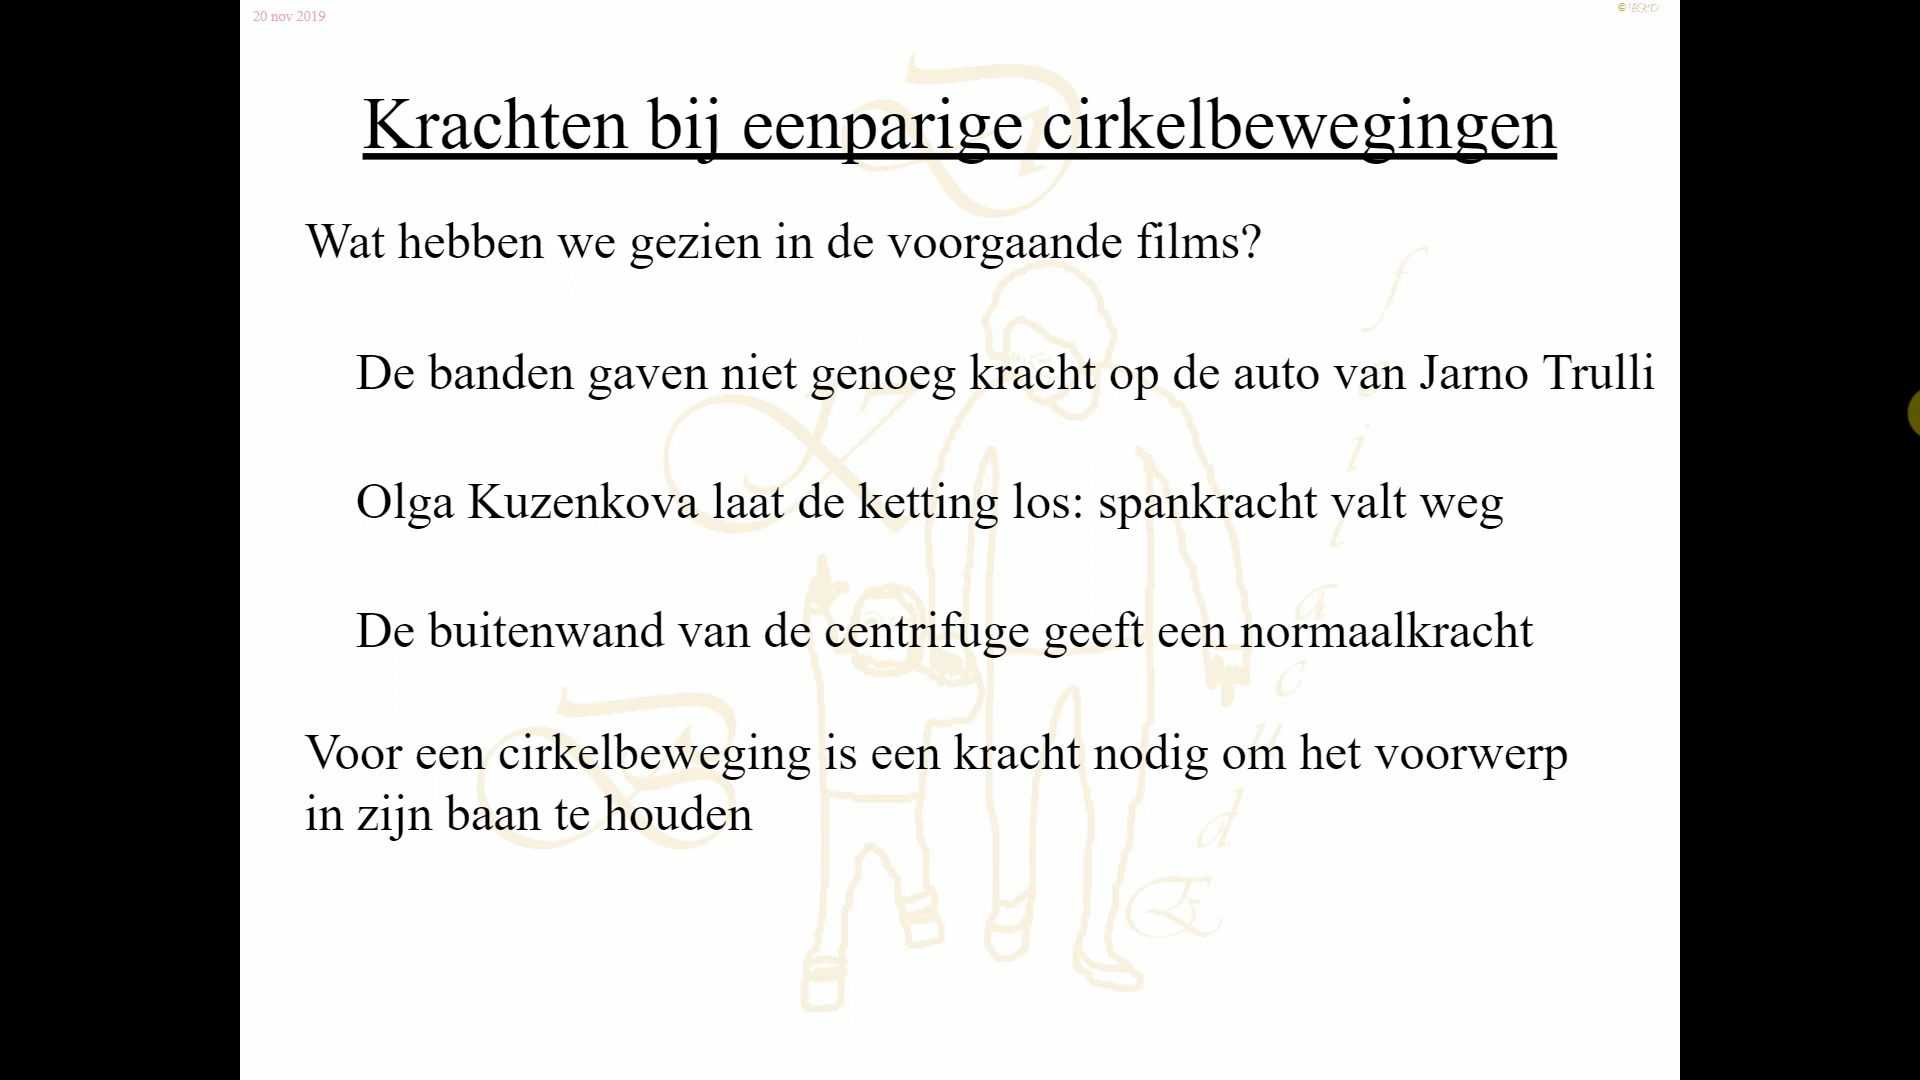 20 nov 2019
© BKD
Krachten bij eenparige cirkelbewegingen
Wat hebben we gezien in de voorgaande films?
De banden gaven niet genoeg kracht op de auto van Jarno Trulli
Olga Kuzenkova laat de ketting los: spankracht valt weg
De buitenwand van de centrifuge geeft een normaalkracht
Voor een cirkelbeweging is een kracht nodig om het voorwerp
in zijn baan te houden